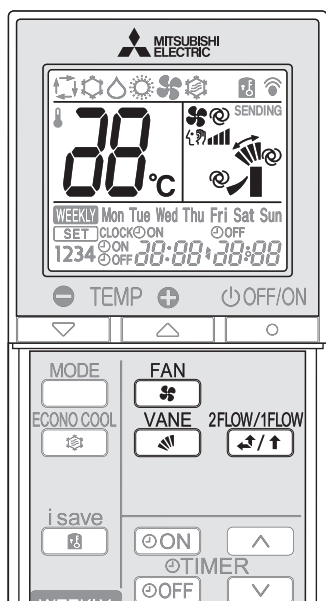 MITSUBISHI
ELECTRIC
SENDING
88
°C
WEEKLY Mon Tue Wed Thu Fri Sat Sun
SET CLOCK ON OFF
1234 ON OFF 88:88 88:88
TEMP OFF/ON
MODE FAN
ECONO COOL VANE 2FLOW/1FLOW
i save
ON
TIMER
OFF
WEEKLY